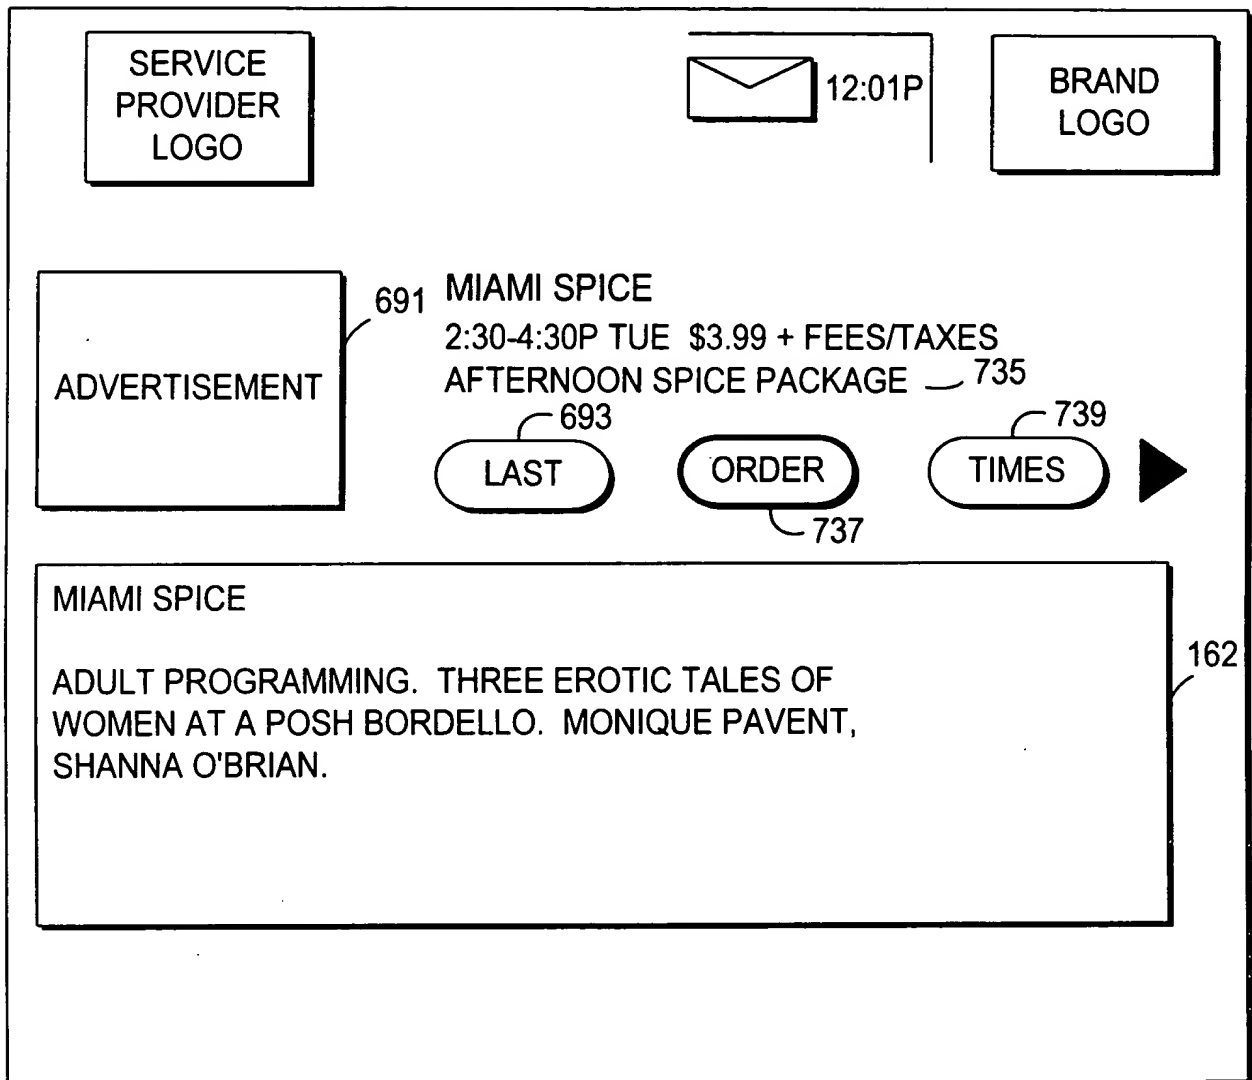 SERVICE
PROVIDER
LOGO
12:01P
BRAND
LOGO
ADVERTISEMENT
691
MIAMI SPICE
2:30-4:30P TUE $3.99 + FEES/TAXES
AFTERNOON SPICE PACKAGE 735
693
739
LAST
ORDER
TIMES
737
MIAMI SPICE
ADULT PROGRAMMING. THREE EROTIC TALES OF
WOMEN AT A POSH BORDELLO. MONIQUE PAVENT,
SHANNA O'BRIAN.
162